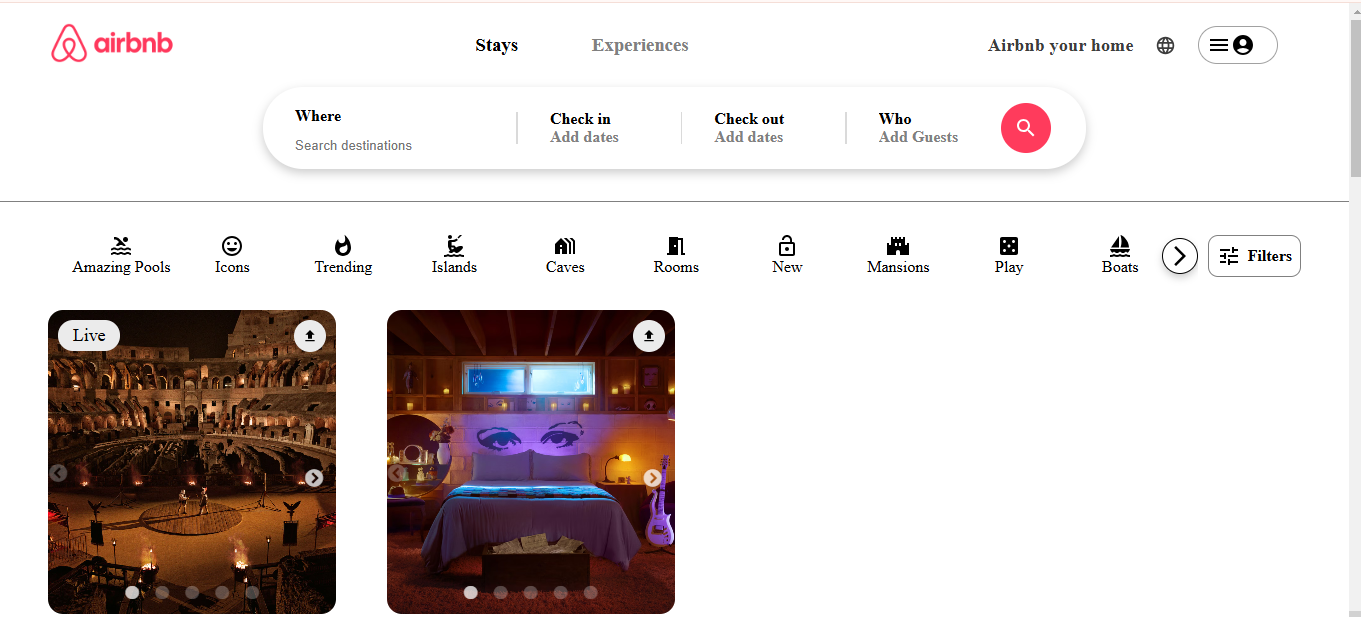 airbnb
Stays
Experiences
Airbnb your home
Where
Search destinations
Check in
Add dates
Check out
Add dates
Who
Add Guests
Amazing Pools
Icons
Trending
Islands
Caves
Rooms
New
Mansions
Play
Boats
Filters
Live